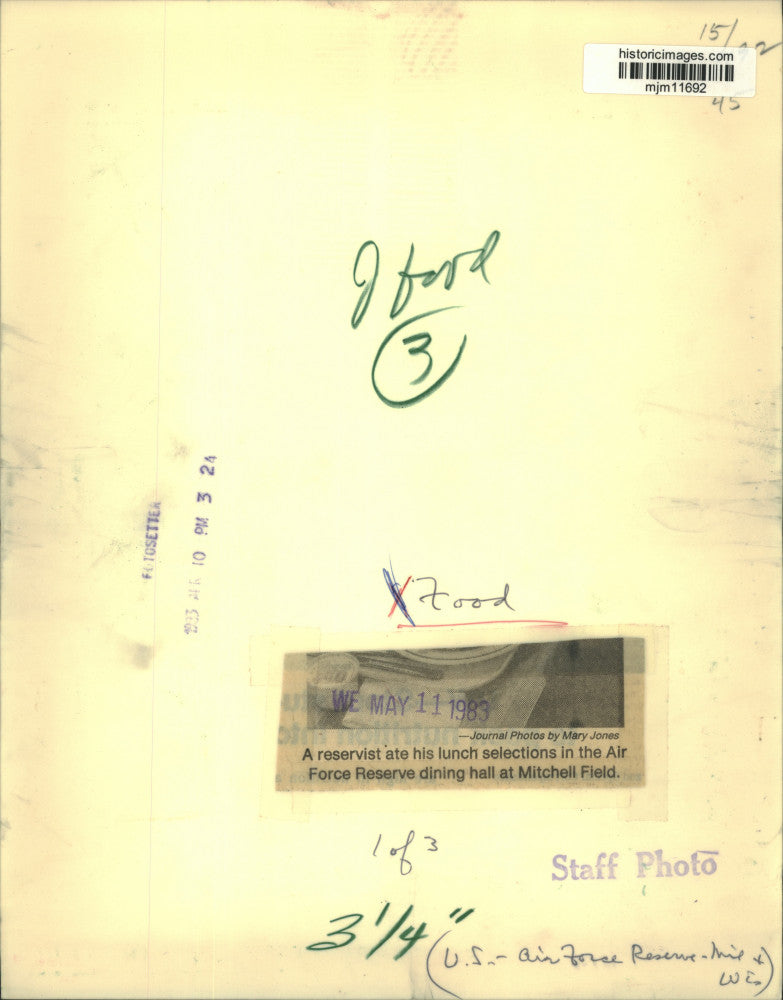 15/
historicimages.com
mjm11692
45
J food
3
FOTOSETTER
10 PM 3 24
X Food
WE MAY 11 1983
—Journal Photos by Mary Jones
A reservist ate his lunch selections in the Air
Force Reserve dining hall at Mitchell Field.
1 of 3
Staff Photo
3 1/4"
(U.S.- Air Force Reserve-Mil &
Wis)